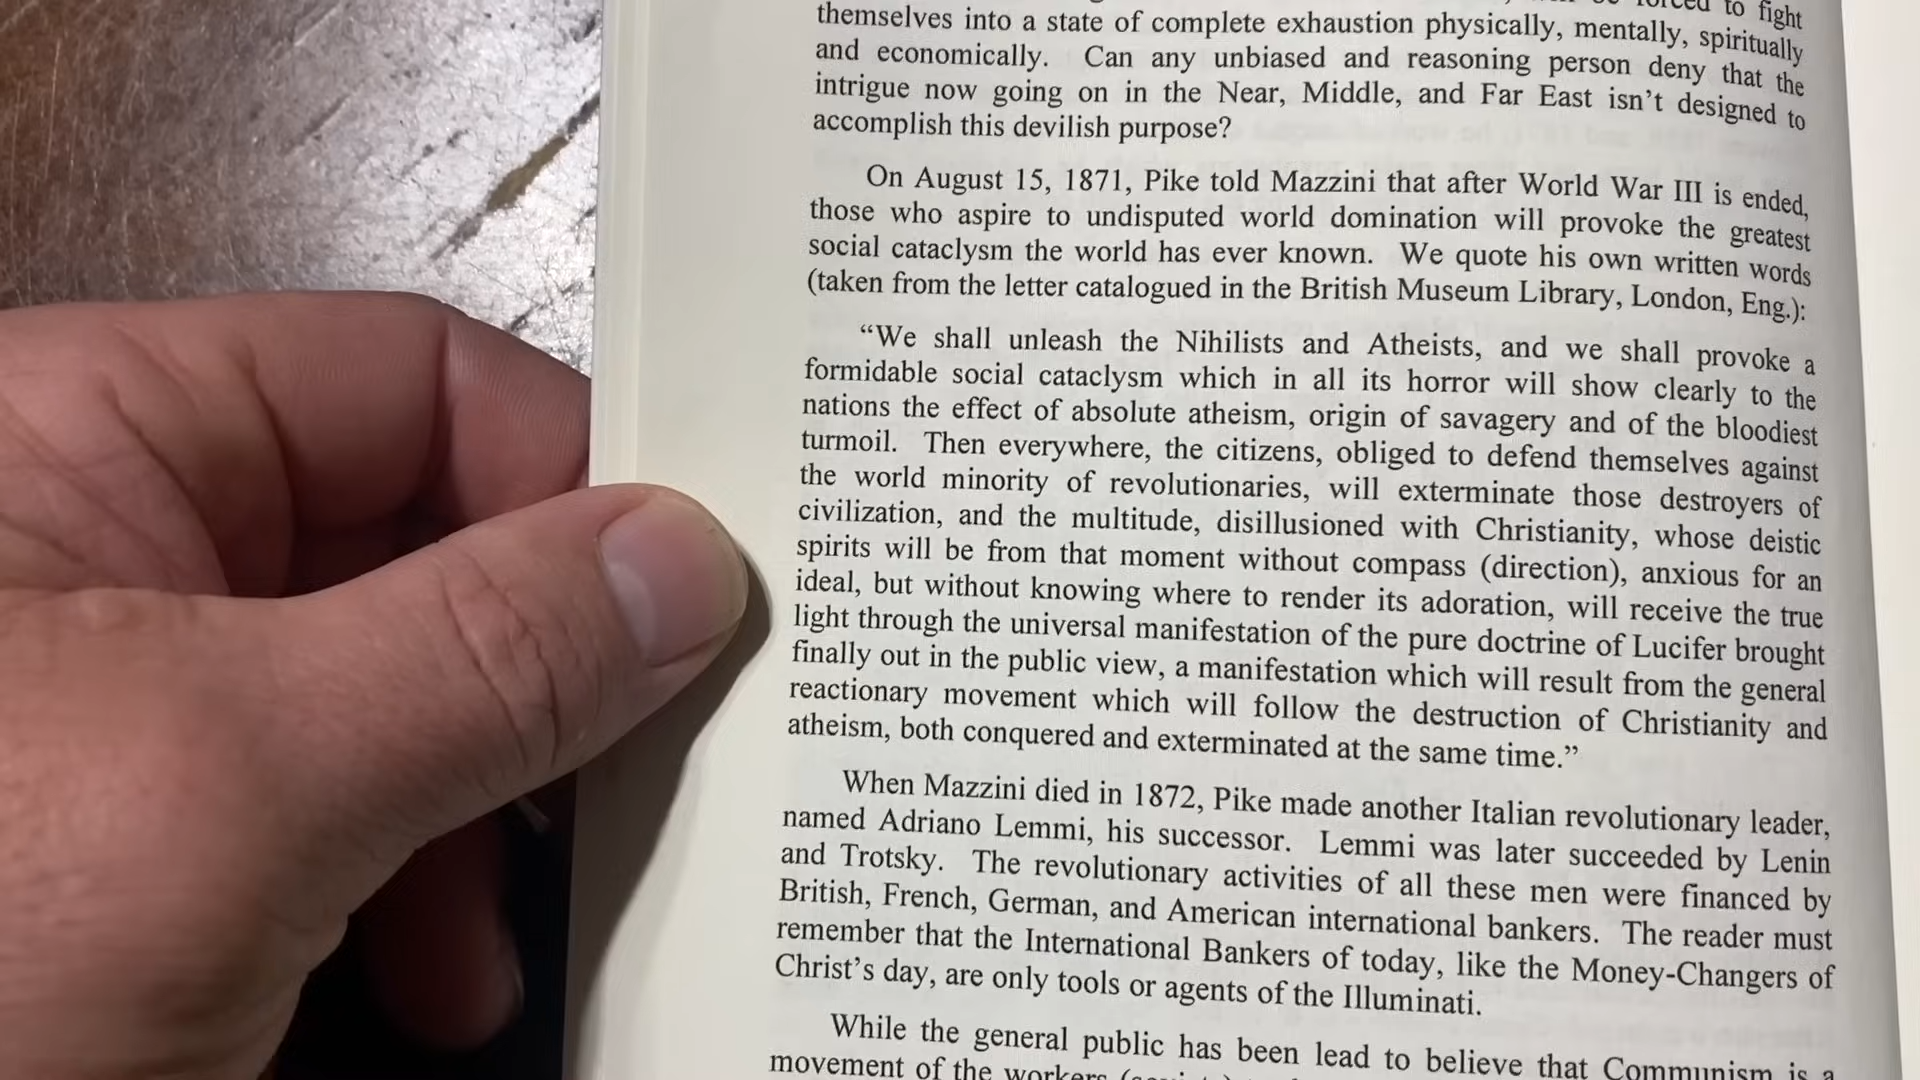 forced to fight
themselves into a state of complete exhaustion physically, mentally, spiritually
and economically. Can any unbiased and reasoning person deny that the
intrigue now going on in the Near, Middle, and Far East isn't designed to
accomplish this devilish purpose?
On August 15, 1871, Pike told Mazzini that after World War III is ended,
those who aspire to undisputed world domination will provoke the greatest
social cataclysm the world has ever known. We quote his own written words
(taken from the letter catalogued in the British Museum Library, London, Eng.):
“We shall unleash the Nihilists and Atheists, and we shall provoke a
formidable social cataclysm which in all its horror will show clearly to the
nations the effect of absolute atheism, origin of savagery and of the bloodiest
turmoil. Then everywhere, the citizens, obliged to defend themselves against
the world minority of revolutionaries, will exterminate those destroyers of
civilization, and the multitude, disillusioned with Christianity, whose deistic
spirits will be from that moment without compass (direction), anxious for an
ideal, but without knowing where to render its adoration, will receive the true
light through the universal manifestation of the pure doctrine of Lucifer brought
finally out in the public view, a manifestation which will result from the general
reactionary movement which will follow the destruction of Christianity and
atheism, both conquered and exterminated at the same time.”
When Mazzini died in 1872, Pike made another Italian revolutionary leader,
named Adriano Lemmi, his successor. Lemmi was later succeeded by Lenin
and Trotsky. The revolutionary activities of all these men were financed by
British, French, German, and American international bankers. The reader must
remember that the International Bankers of today, like the Money-Changers of
Christ's day, are only tools or agents of the Illuminati.
While the general public has been lead to believe that Communism is a
movement of the workers